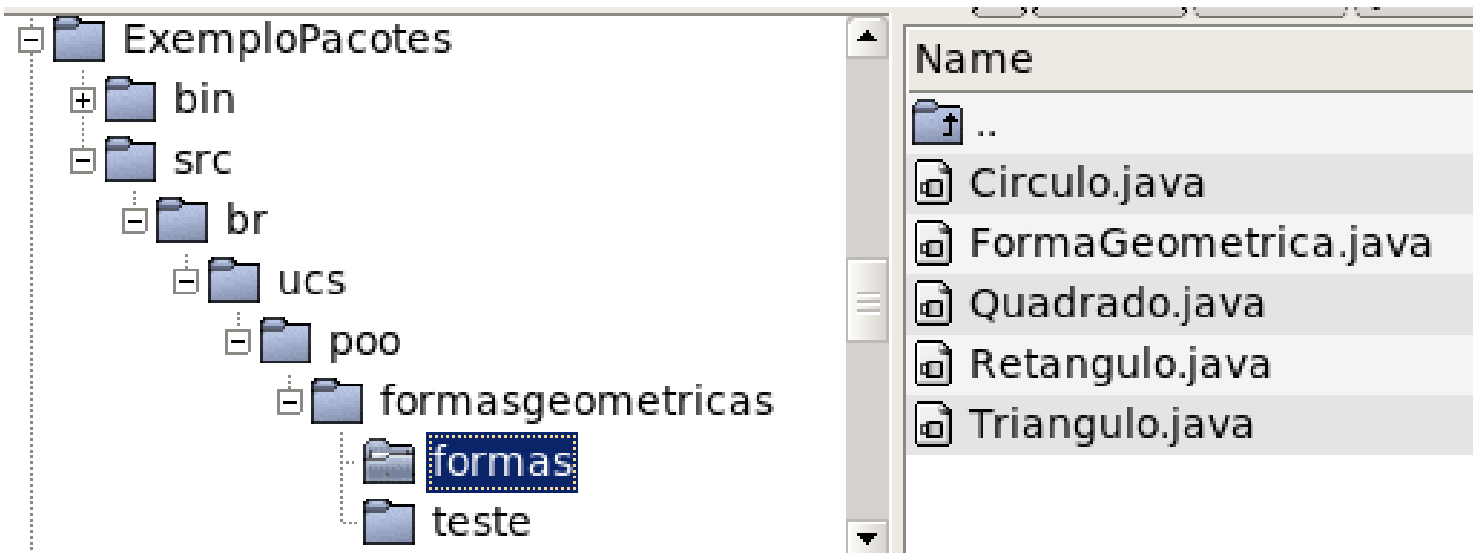 ExemploPacotes
bin
src
br
ucs
poo
formasgeometricas
formas
teste
Name
..
Circulo.java
FormaGeometrica.java
Quadrado.java
Retangulo.java
Triangulo.java